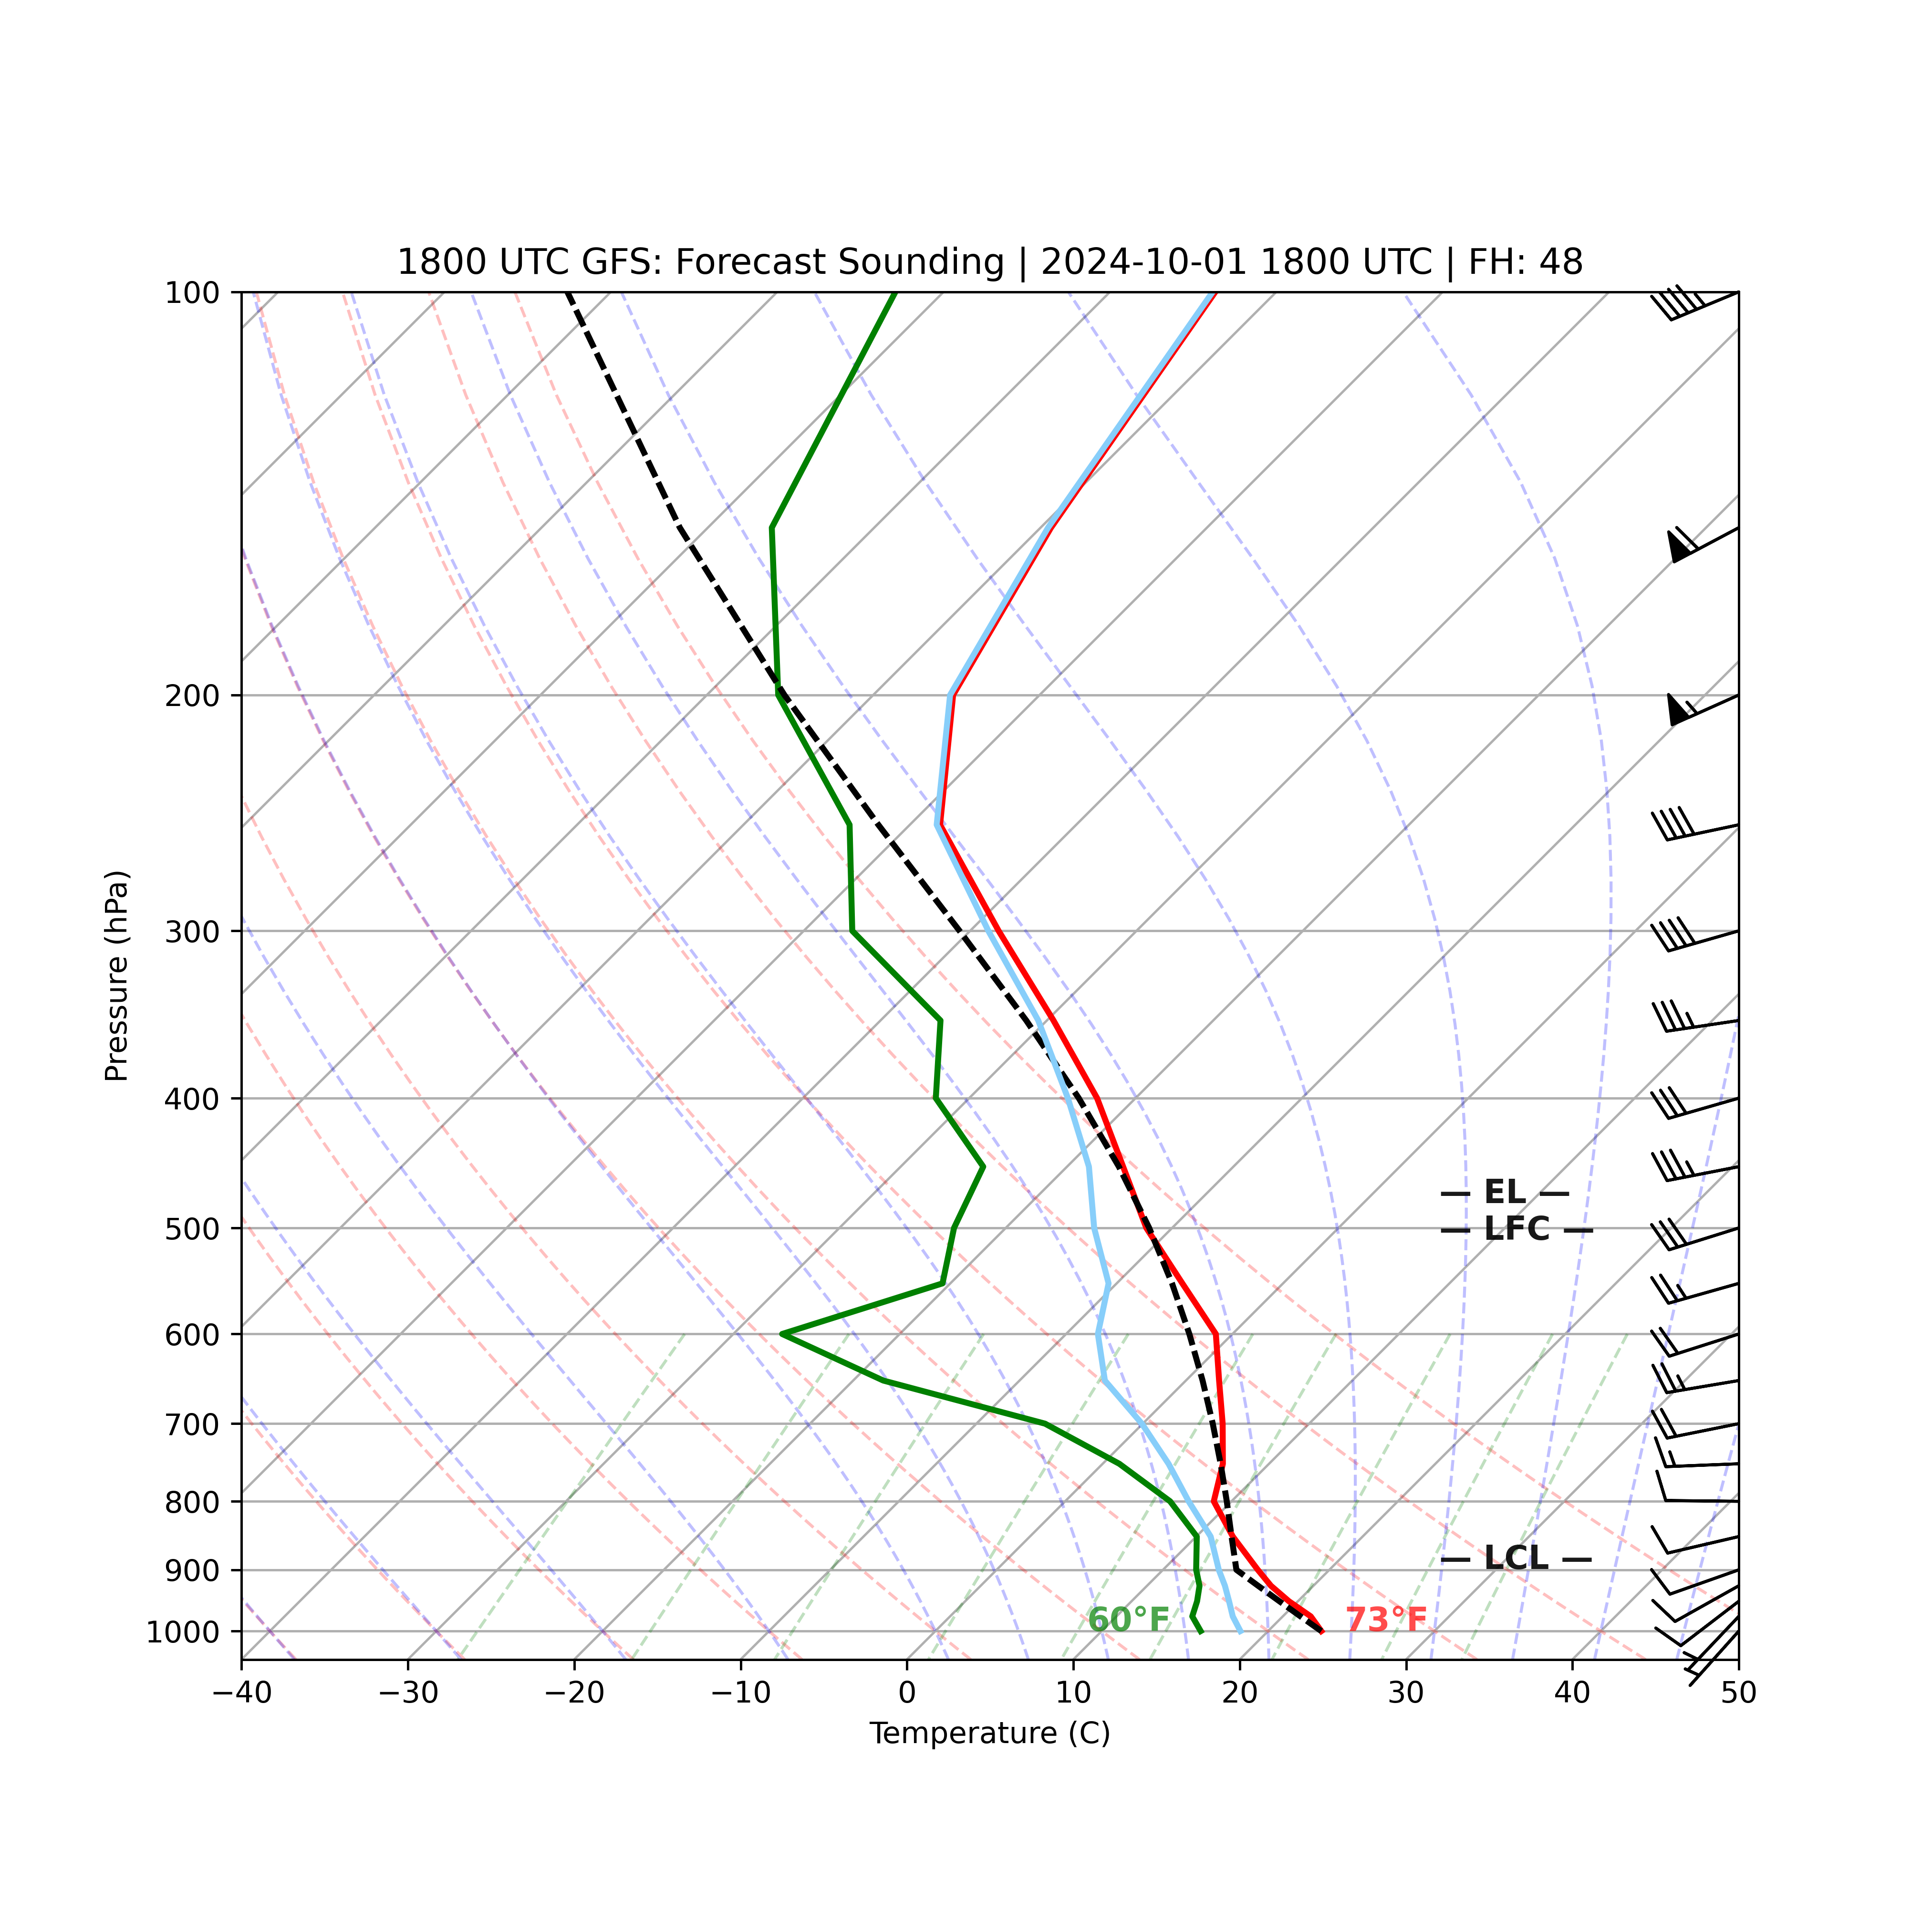 1800 UTC GFS: Forecast Sounding | 2024-10-01 1800 UTC | FH: 48
100
200
300
400
500
600
700
800
900
1000
Pressure (hPa)
— EL —
— LFC —
— LCL —
60°F
73°F
−40 −30 −20 −10 0 10 20 30 40 50
Temperature (C)